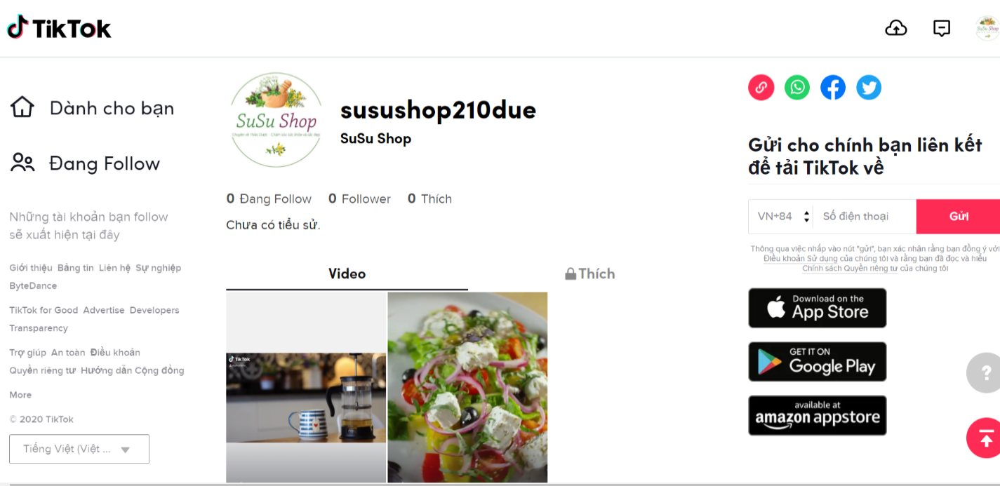 TikTok
SuSu Shop
Dành cho bạn
Đang Follow
Những tài khoản bạn follow
sẽ xuất hiện tại đây
Giới thiệu Bảng tin Liên hệ Sự nghiệp
ByteDance
TikTok for Good Advertise Developers
Transparency
Trợ giúp An toàn Điều khoản
Quyền riêng tư Hướng dẫn Cộng đồng
More
© 2020 TikTok
Tiếng Việt (Việt ...
SuSu Shop
Chuyên về Thảo Dược - Chăm sóc sức khỏe và sắc đẹp
susushop210due
SuSu Shop
0 Đang Follow 0 Follower 0 Thích
Chưa có tiểu sử.
Video Thích
TikTok
Gửi cho chính bạn liên kết
để tải TikTok về
VN+84 Số điện thoại Gửi
Thông qua việc nhấp vào nút "gửi", bạn xác nhận rằng bạn đồng ý với
Điều khoản Sử dụng của chúng tôi và rằng bạn đã đọc và hiểu
Chính sách Quyền riêng tư của chúng tôi
Download on the
App Store
GET IT ON
Google Play
available at
amazon appstore
?